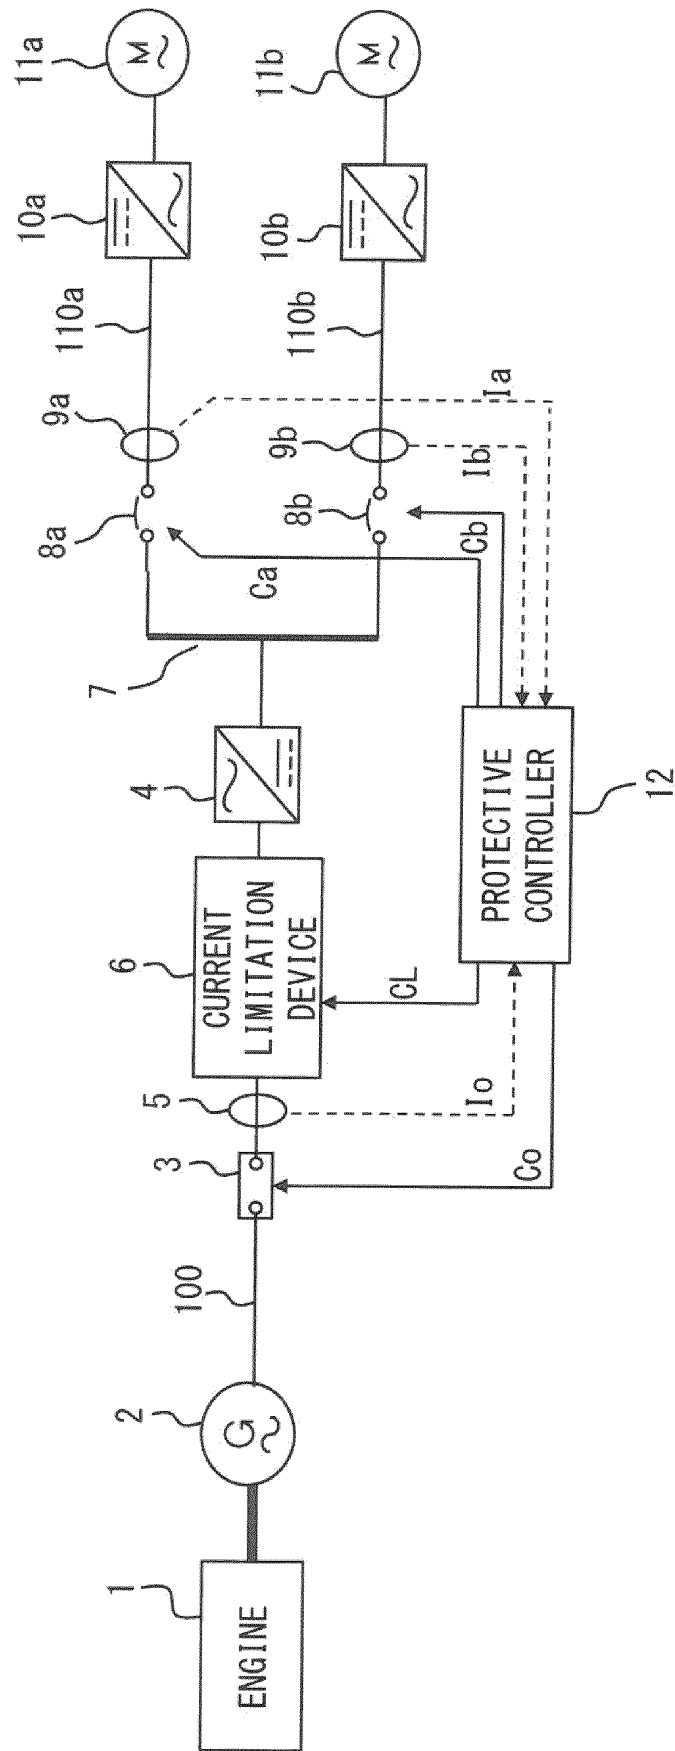 11a
M
10a
110a
9a
8a
11b
M
10b
110b
9b
8b
Ia
Ib
Ca
Cb
7
4
6
CURRENT
LIMITATION
DEVICE
PROTECTIVE
CONTROLLER
12
CL
5
Io
3
Co
100
2
G
1
ENGINE